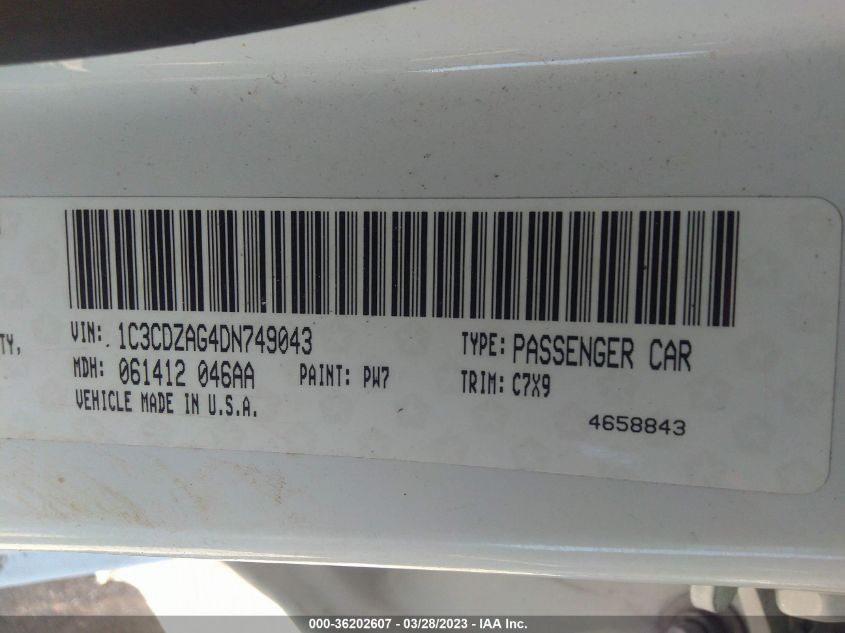 TY,
VIN: 1C3CDZAG4DN749043
TYPE: PASSENGER CAR
MDH: 061412 046AA
PAINT: PW7
TRIM: C7X9
VEHICLE MADE IN U.S.A.
4658843
000-36202607 - 03/28/2023 - IAA Inc.